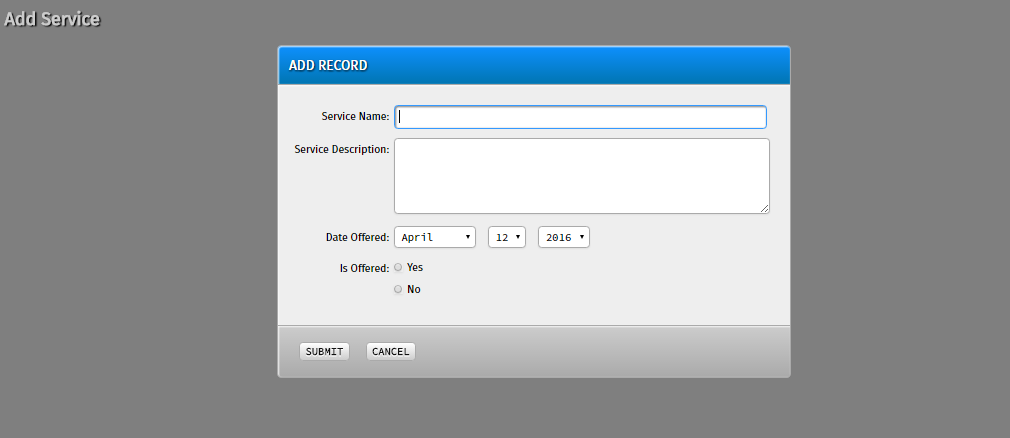 Add Service
ADD RECORD
Service Name:
Service Description:
Date Offered: April 12 2016
Is Offered: Yes
No
SUBMIT CANCEL